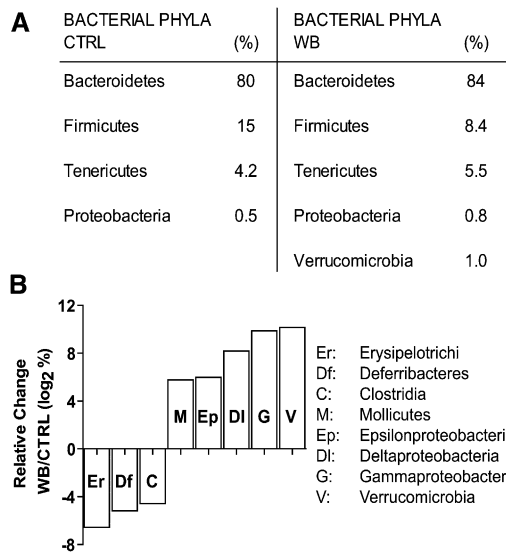 A
BACTERIAL PHYLA CTRL (%)
BACTERIAL PHYLA WB (%)
Bacteroidetes 80 Bacteroidetes 84
Firmicutes 15 Firmicutes 8.4
Tenericutes 4.2 Tenericutes 5.5
Proteobacteria 0.5 Proteobacteria 0.8
Verrucomicrobia 1.0
B
Relative Change
WB/CTRL (log2 %)
12
8
4
0
-4
-8
Er Df C M Ep Dl G V
Er: Erysipelotrichi
Df: Deferribacteres
C: Clostridia
M: Mollicutes
Ep: Epsilonproteobacteri
Dl: Deltaproteobacteria
G: Gammaproteobacter
V: Verrucomicrobia